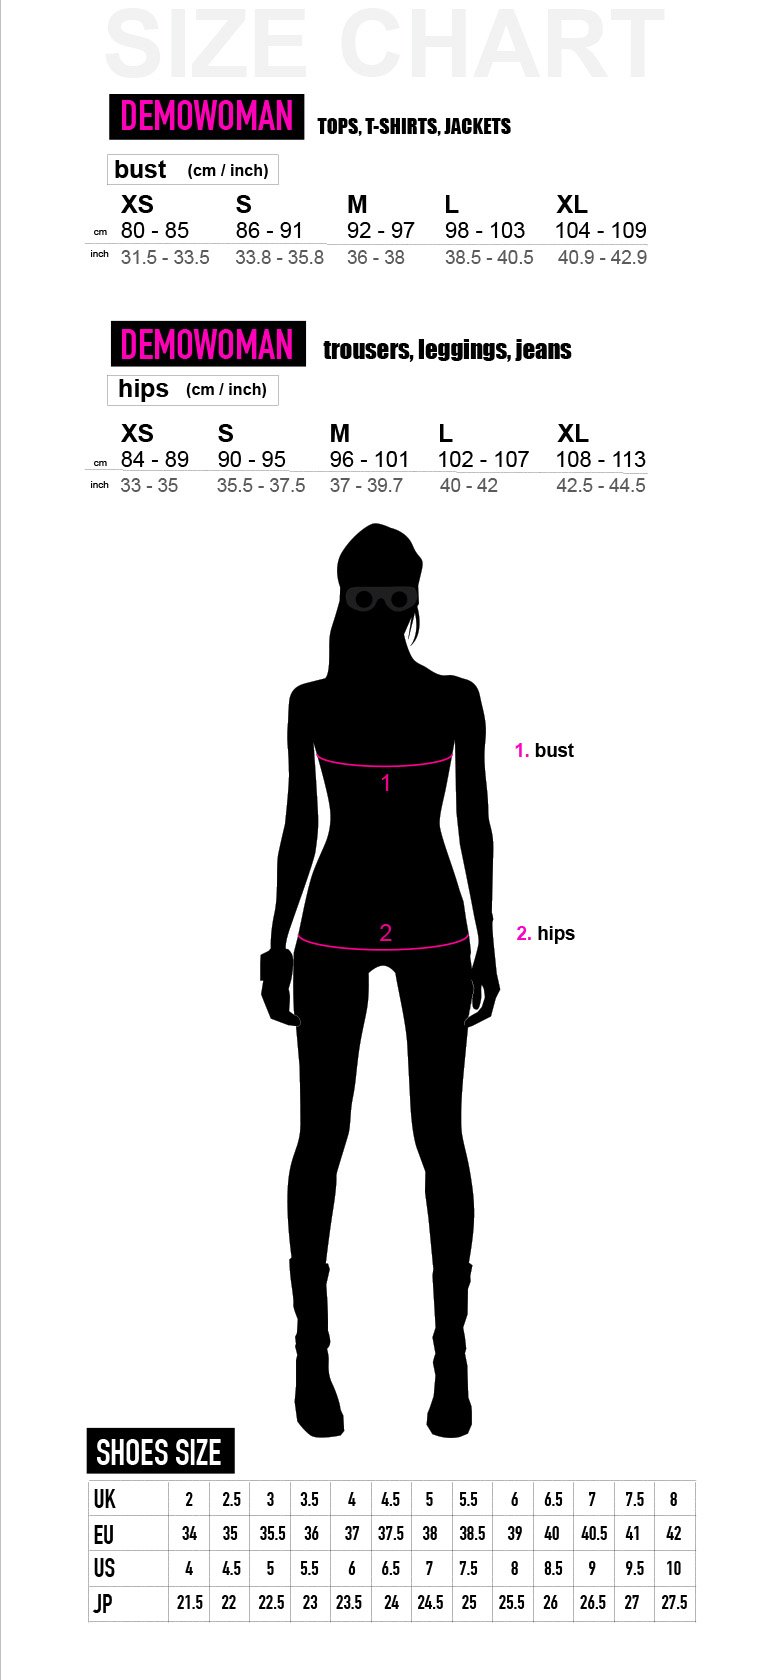 SIZE CHART
DEMOWOMAN TOPS, T-SHIRTS, JACKETS
bust (cm / inch)
XS S M L XL
cm 80 - 85 86 - 91 92 - 97 98 - 103 104 - 109
inch 31.5 - 33.5 33.8 - 35.8 36 - 38 38.5 - 40.5 40.9 - 42.9
DEMOWOMAN trousers, leggings, jeans
hips (cm / inch)
XS S M L XL
cm 84 - 89 90 - 95 96 - 101 102 - 107 108 - 113
inch 33 - 35 35.5 - 37.5 37 - 39.7 40 - 42 42.5 - 44.5
1. bust
1
2
2. hips
SHOES SIZE
UK 2 2.5 3 3.5 4 4.5 5 5.5 6 6.5 7 7.5 8
EU 34 35 35.5 36 37 37.5 38 38.5 39 40 40.5 41 42
US 4 4.5 5 5.5 6 6.5 7 7.5 8 8.5 9 9.5 10
JP 21.5 22 22.5 23 23.5 24 24.5 25 25.5 26 26.5 27 27.5